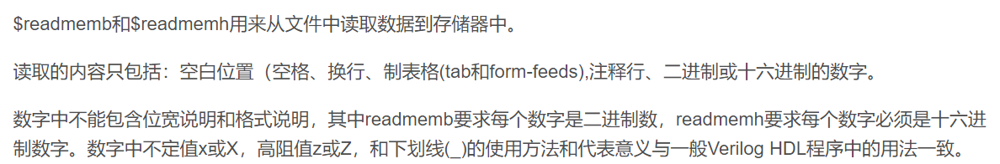 $readmemb和$readmemh用来从文件中读取数据到存储器中。
读取的内容只包括：空白位置（空格、换行、制表格(tab和form-feeds),注释行、二进制或十六进制的数字。
数字中不能包含位宽说明和格式说明，其中readmemb要求每个数字是二进制数，readmemh要求每个数字必须是十六进
制数字。数字中不定值x或X，高阻值z或Z，和下划线(_)的使用方法和代表意义与一般Verilog HDL程序中的用法一致。